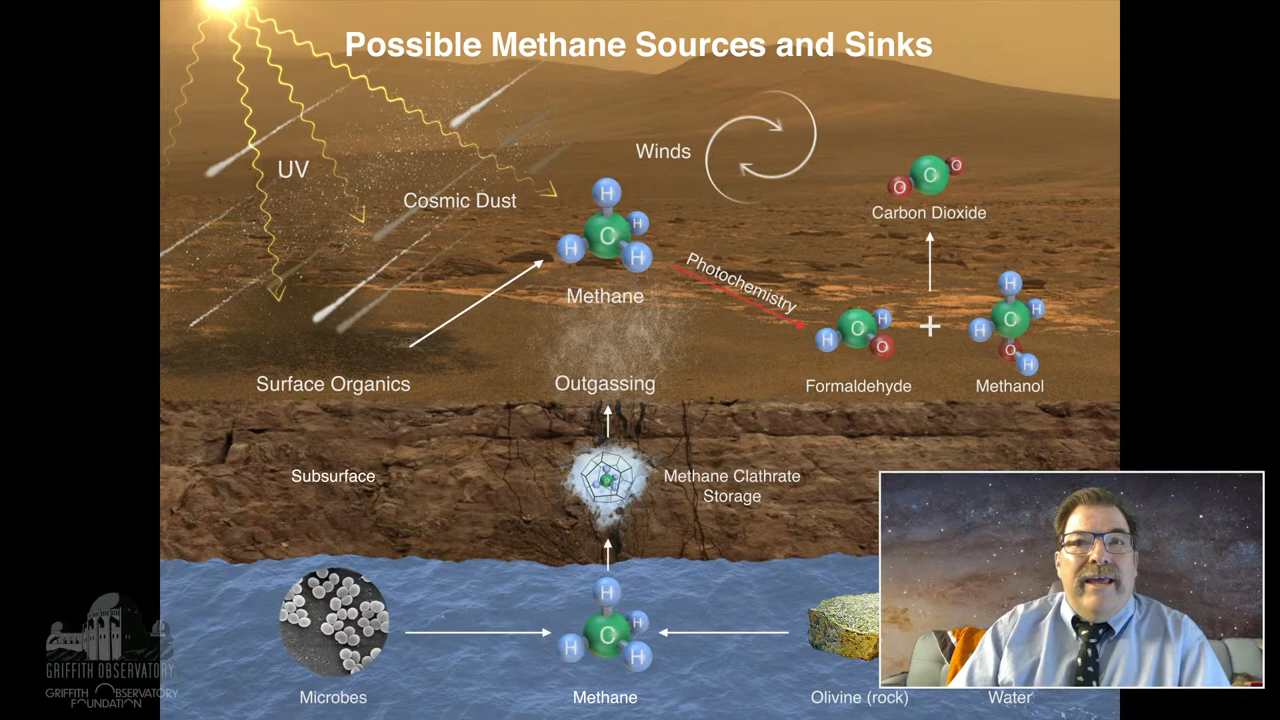 Possible Methane Sources and Sinks
UV
Cosmic Dust
Winds
O
C
O
Carbon Dioxide
H
H
C
H
H
Methane
Photochemistry
H
C
H
O
Formaldehyde
+
H
H
C
H
O
H
Methanol
Surface Organics
Outgassing
Subsurface
Methane Clathrate
Storage
H
H
C
H
H
Microbes
Methane
Olivine (rock)
Water
GRIFFITH OBSERVATORY
GRIFFITH OBSERVATORY
FOUNDATION